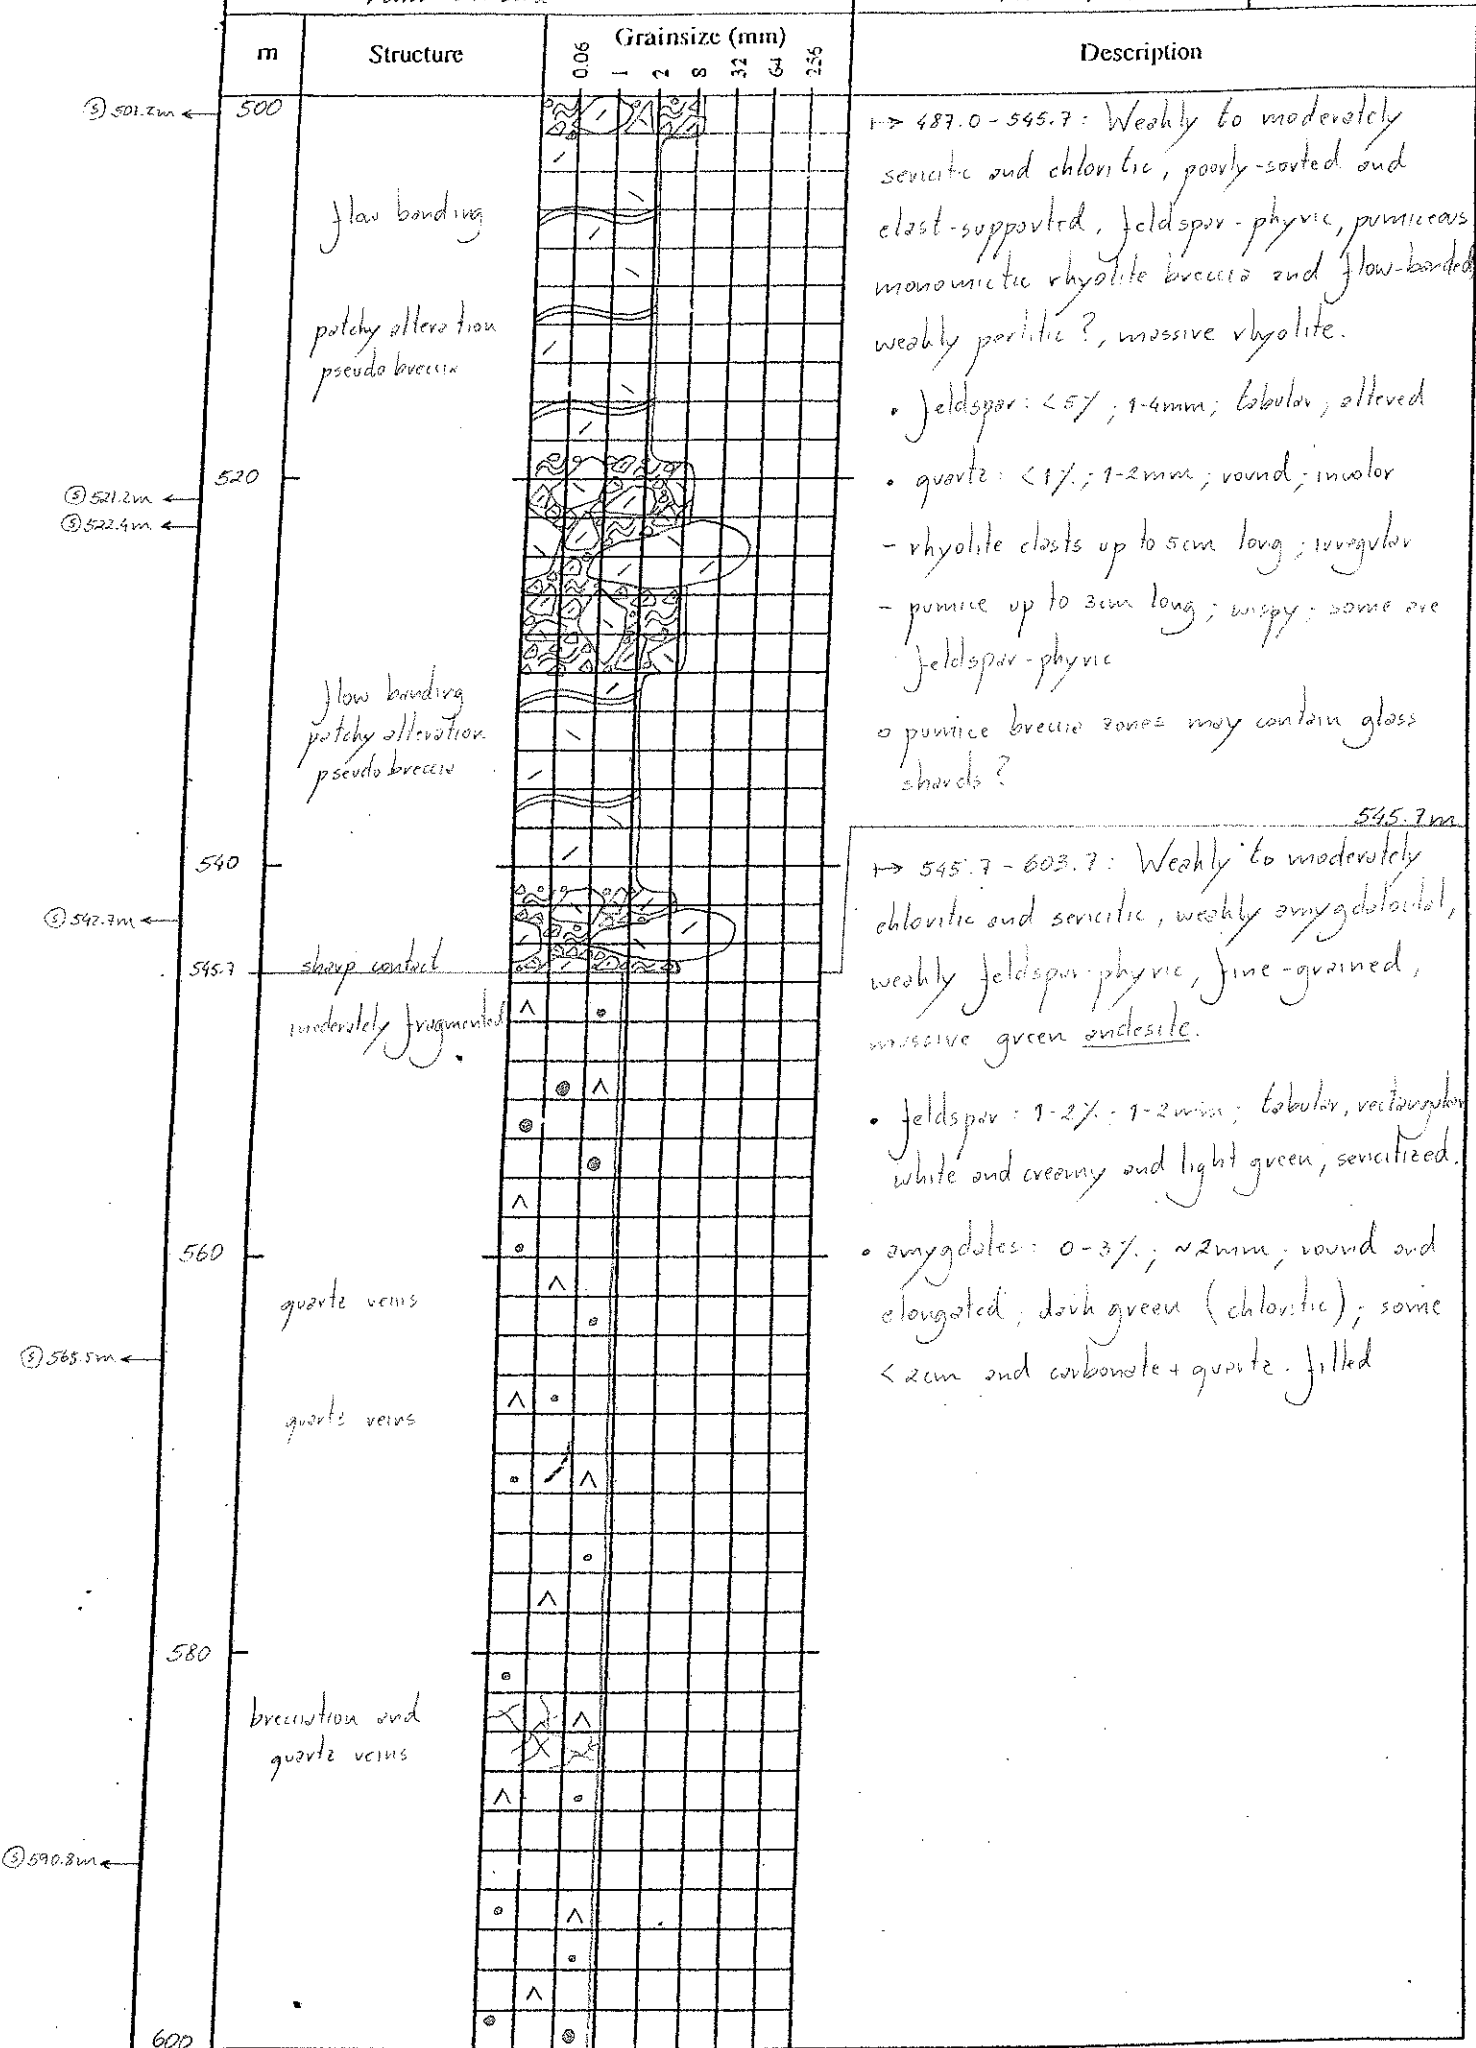 m
Structure
Grainsize (mm)
0.06
1
2
8
32
64
256
Description
Ⓢ 501.2m ←
500
flow banding
patchy alteration
pseudo breccia
520
Ⓢ 521.2m ←
Ⓢ 522.4m ←
flow banding
patchy alteration
pseudo breccia
540
Ⓢ 542.7m ←
545.7
sharp contact
moderately fragmented
560
quartz veins
Ⓢ 565.5m ←
quartz veins
580
brecciation and
quartz veins
Ⓢ 590.8m ←
600
↦ 487.0 - 545.7 : Weakly to moderately
sericitic and chloritic, poorly-sorted and
clast-supported, feldspar-phyric, pumiceous
monomictic rhyolite breccia and flow-banded
weakly perlitic ?, massive rhyolite.
• feldspar : <5% ; 1-4mm ; tabular ; altered
• quartz : <1% ; 1-2mm ; round ; incolor
- rhyolite clasts up to 5cm long ; irregular
- pumice up to 3cm long ; wispy ; some are
feldspar-phyric
o pumice breccia zones may contain glass
shards ?
545.7m
↦ 545.7 - 603.7 : Weakly to moderately
chloritic and sericitic, weakly amygdaloidal,
weakly feldspar-phyric, fine-grained,
massive green andesite.
• feldspar : 1-2% ; 1-2mm ; tabular, rectangular
white and creamy and light green ; sericitized.
• amygdales : 0-3% ; ~2mm ; round and
elongated ; dark green (chloritic) ; some
<2cm and carbonate + quartz - filled